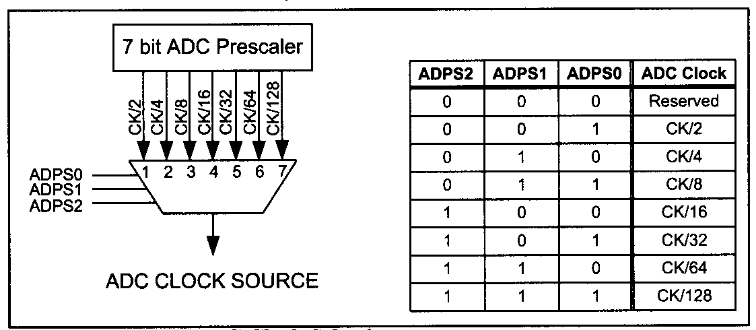 7 bit ADC Prescaler
CK/2
CK/4
CK/8
CK/16
CK/32
CK/64
CK/128
1 2 3 4 5 6 7
ADPS0
ADPS1
ADPS2
ADC CLOCK SOURCE
ADPS2 ADPS1 ADPS0 ADC Clock
0 0 0 Reserved
0 0 1 CK/2
0 1 0 CK/4
0 1 1 CK/8
1 0 0 CK/16
1 0 1 CK/32
1 1 0 CK/64
1 1 1 CK/128